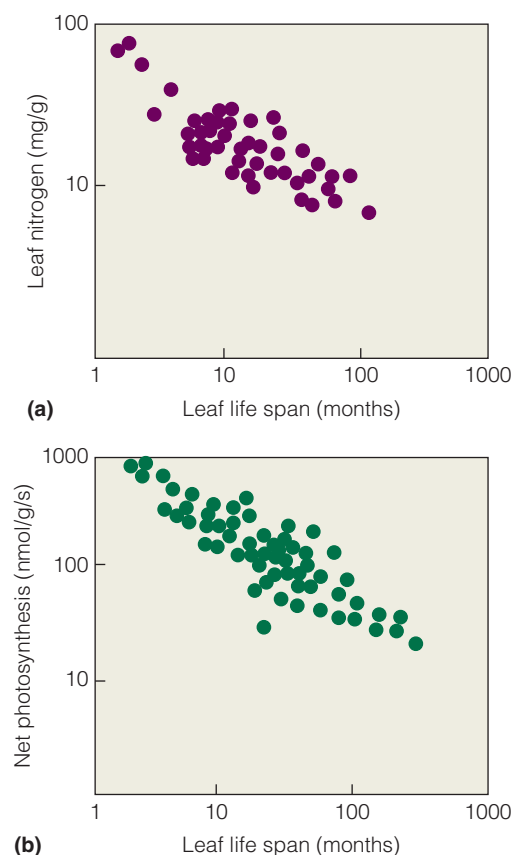 100
Leaf nitrogen (mg/g)
10
1 10 100 1000
(a) Leaf life span (months)
1000
Net photosynthesis (nmol/g/s)
100
10
1 10 100 1000
(b) Leaf life span (months)